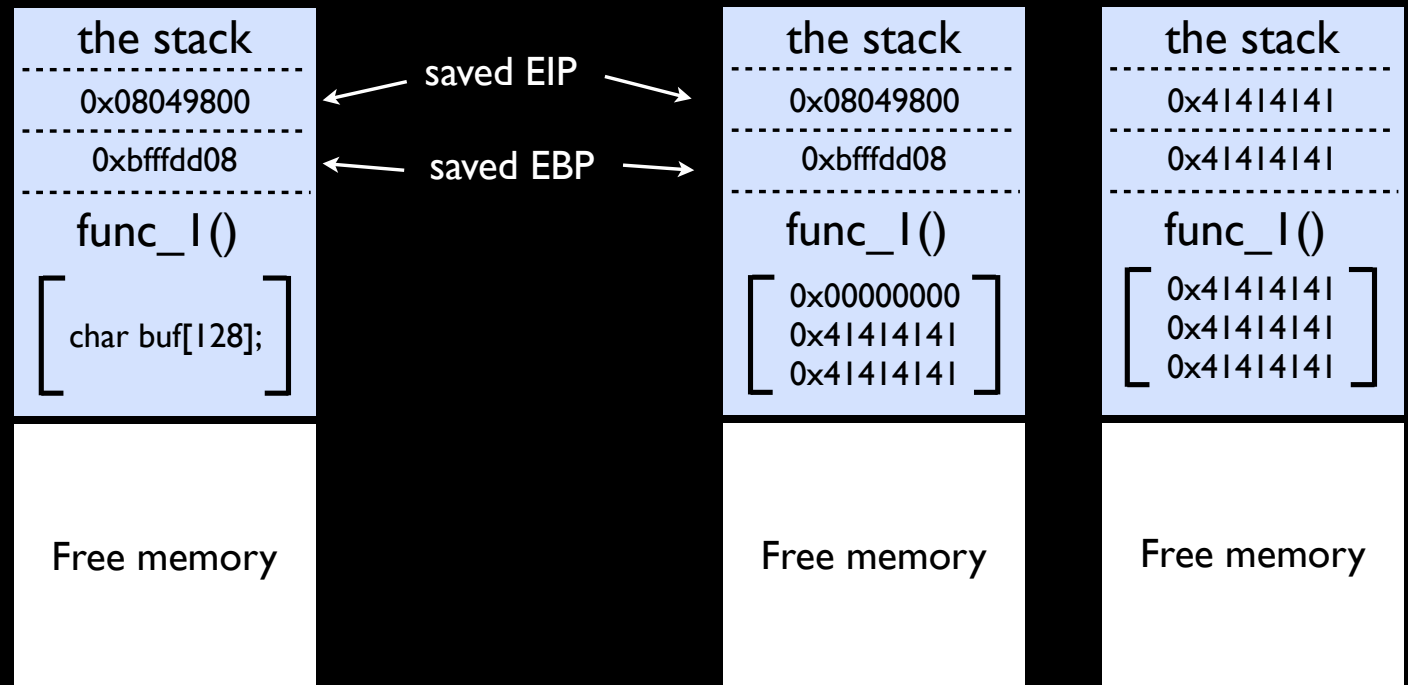 the stack
0x08049800
0xbfffdd08
func_1()
char buf[128];
Free memory
saved EIP
saved EBP
the stack
0x08049800
0xbfffdd08
func_1()
0x00000000
0x41414141
0x41414141
Free memory
the stack
0x41414141
0x41414141
func_1()
0x41414141
0x41414141
0x41414141
Free memory